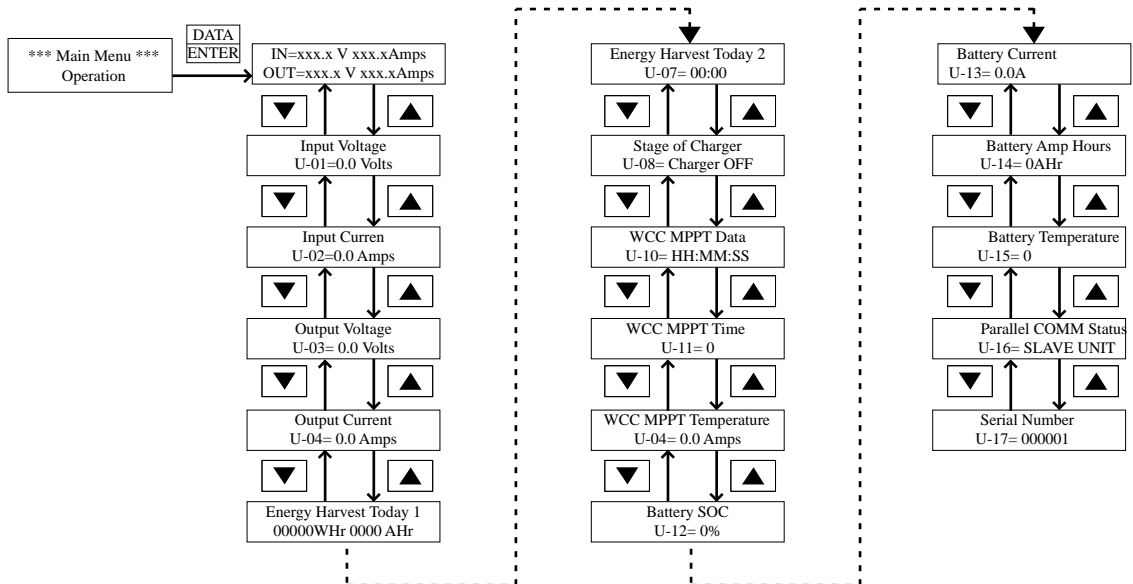 *** Main Menu ***
Operation
DATA
ENTER
IN=xxx.x V xxx.xAmps
OUT=xxx.x V xxx.xAmps
Input Voltage
U-01=0.0 Volts
Input Curren
U-02=0.0 Amps
Output Voltage
U-03= 0.0 Volts
Output Current
U-04= 0.0 Amps
Energy Harvest Today 1
00000WHr 0000 AHr
Energy Harvest Today 2
U-07= 00:00
Stage of Charger
U-08= Charger OFF
WCC MPPT Data
U-10= HH:MM:SS
WCC MPPT Time
U-11= 0
WCC MPPT Temperature
U-04= 0.0 Amps
Battery SOC
U-12= 0%
Battery Current
U-13= 0.0A
Battery Amp Hours
U-14= 0AHr
Battery Temperature
U-15= 0
Parallel COMM Status
U-16= SLAVE UNIT
Serial Number
U-17= 000001